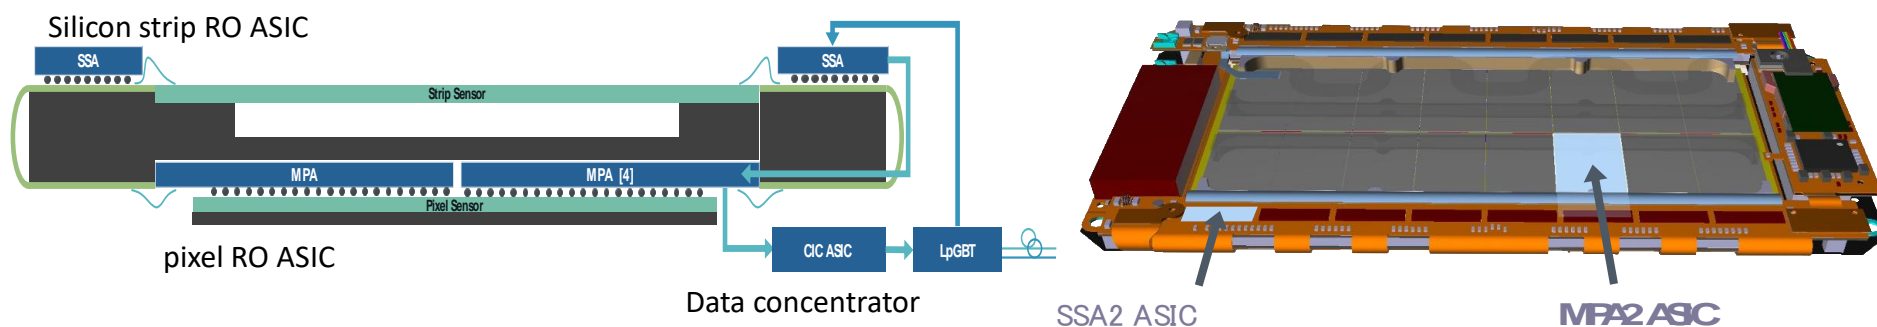 Silicon strip RO ASIC
SSA
SSA
Strip Sensor
MPA
MPA [4]
Pixel Sensor
pixel RO ASIC
CIC ASIC
LpGBT
Data concentrator
SSA2 ASIC
MPA2 ASIC